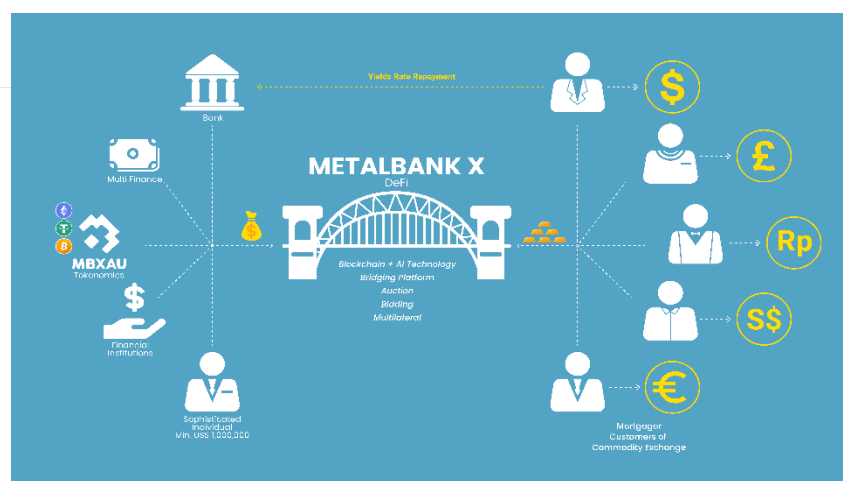 Yields Rate Repayment
$
Bank
£
Multi Finance
METALBANK X
DeFi
$
Rp
MBXAU
Tokonomics
Blockchain + AI Technology
Bridging Platform
Auction
Bidding
Multilateral
$
S$
Financial
Institutions
€
Sophisticated
Individual
Min. US$ 1,000,000
Mortgagor
Customers of
Commodity Exchange